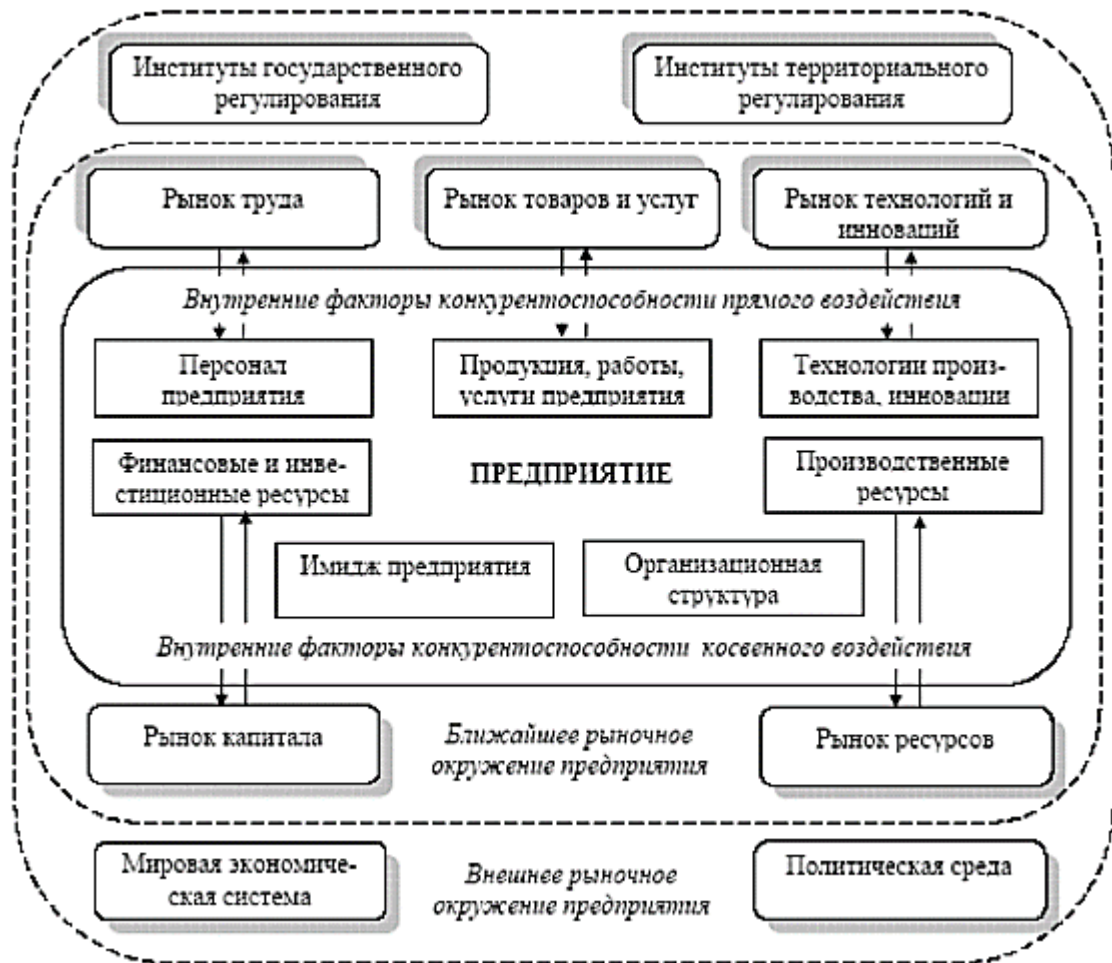 Институты государственного
регулирования
Институты территориального
регулирования
Рынок труда
Рынок товаров и услуг
Рынок технологий и
инноваций
Внутренние факторы конкурентоспособности прямого воздействия
Персонал
предприятия
Продукция, работы,
услуги предприятия
Технологии произ-
водства, инновации
Финансовые и инве-
стиционные ресурсы
ПРЕДПРИЯТИЕ
Производственные
ресурсы
Имидж предприятия
Организационная
структура
Внутренние факторы конкурентоспособности косвенного воздействия
Рынок капитала
Ближайшее рыночное
окружение предприятия
Рынок ресурсов
Мировая экономиче-
ская система
Внешнее рыночное
окружение предприятия
Политическая среда